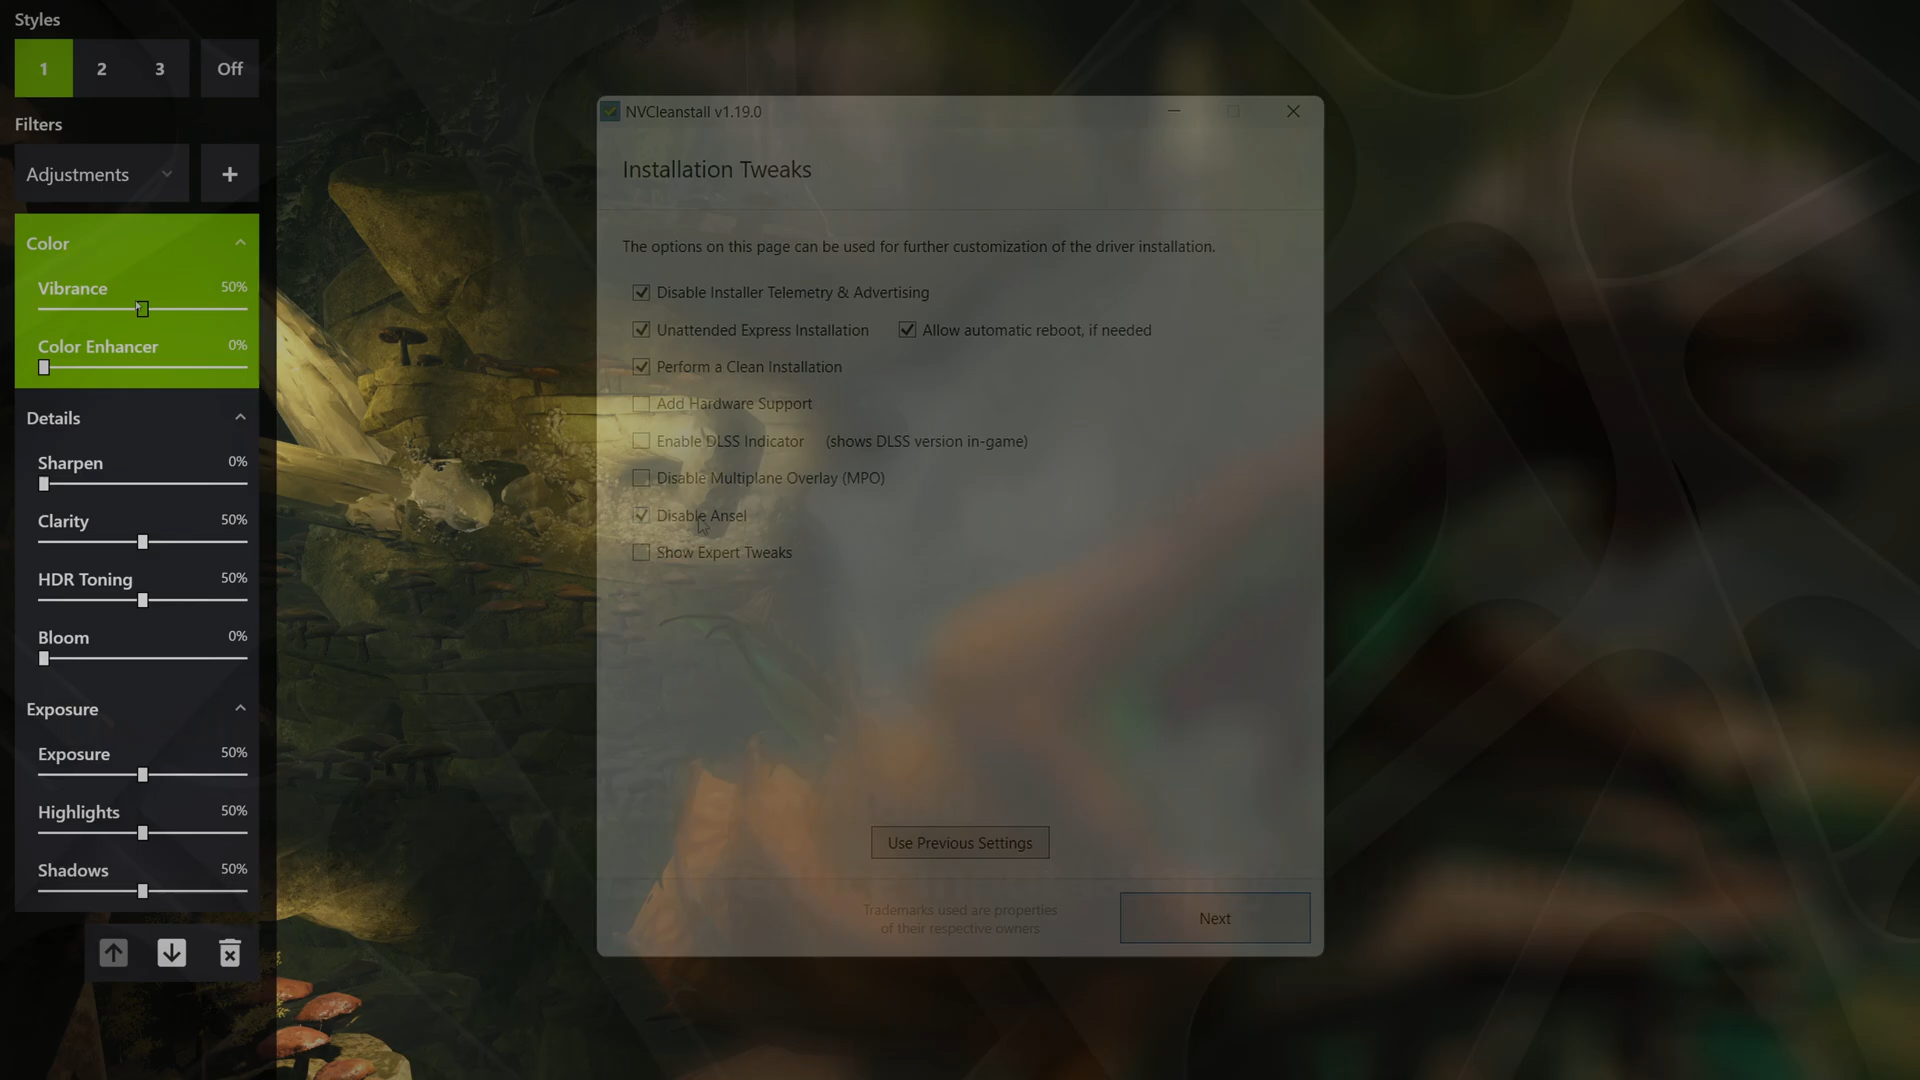 Styles
1 2 3 Off
Filters
Adjustments +
Color
Vibrance 50%
Color Enhancer 0%
Details
Sharpen 0%
Clarity 50%
HDR Toning 50%
Bloom 0%
Exposure
Exposure 50%
Highlights 50%
Shadows 50%
NVCleanstall v1.19.0
Installation Tweaks
The options on this page can be used for further customization of the driver installation.
Disable Installer Telemetry & Advertising
Unattended Express Installation Allow automatic reboot, if needed
Perform a Clean Installation
Add Hardware Support
Enable DLSS Indicator (shows DLSS version in-game)
Disable Multiplane Overlay (MPO)
Disable Ansel
Show Expert Tweaks
Use Previous Settings
Trademarks used are properties
of their respective owners
Next